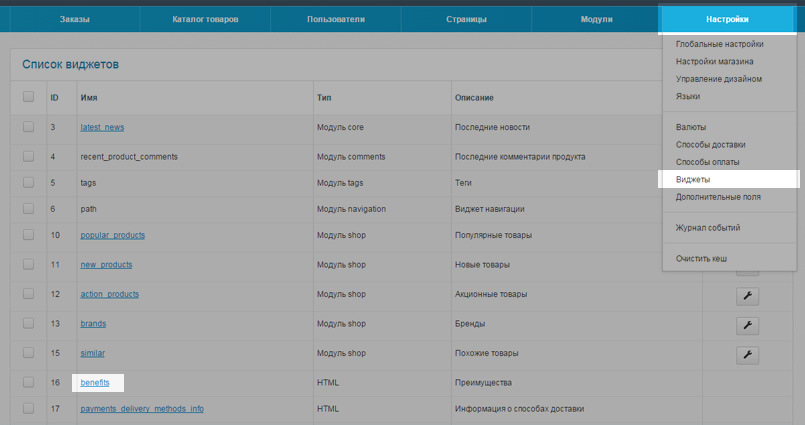 Заказы Каталог товаров Пользователи Страницы Модули Настройки
Список виджетов
ID Имя Тип Описание
3 latest_news Модуль core Последние новости
4 recent_product_comments Модуль comments Последние комментарии продукта
5 tags Модуль tags Теги
6 path Модуль navigation Виджет навигации
10 popular_products Модуль shop Популярные товары
11 new_products Модуль shop Новые товары
12 action_products Модуль shop Акционные товары
13 brands Модуль shop Бренды
15 similar Модуль shop Похожие товары
16 benefits HTML Преимущества
17 payments_delivery_methods_info HTML Информация о способах доставки
Глобальные настройки
Настройки магазина
Управление дизайном
Языки
Валюты
Способы доставки
Способы оплаты
Виджеты
Дополнительные поля
Журнал событий
Очистить кеш